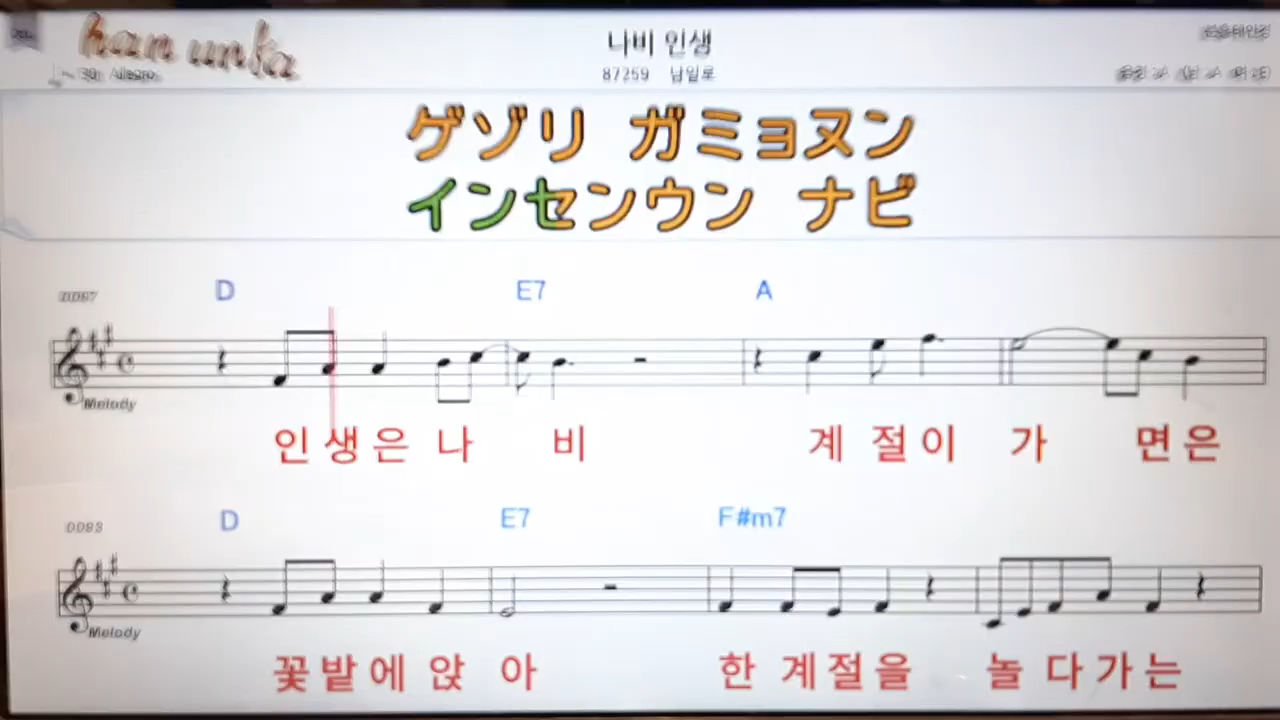 han unka
나비 인생
87259 남일로
Allegro
ゲゾリ ガミョヌン
インセンウン ナビ
D E7 A
Melody
인생은 나 비 계 절이 가 면은
D E7 F#m7
Melody
꽃밭에 앉 아 한 계절을 놀 다가는